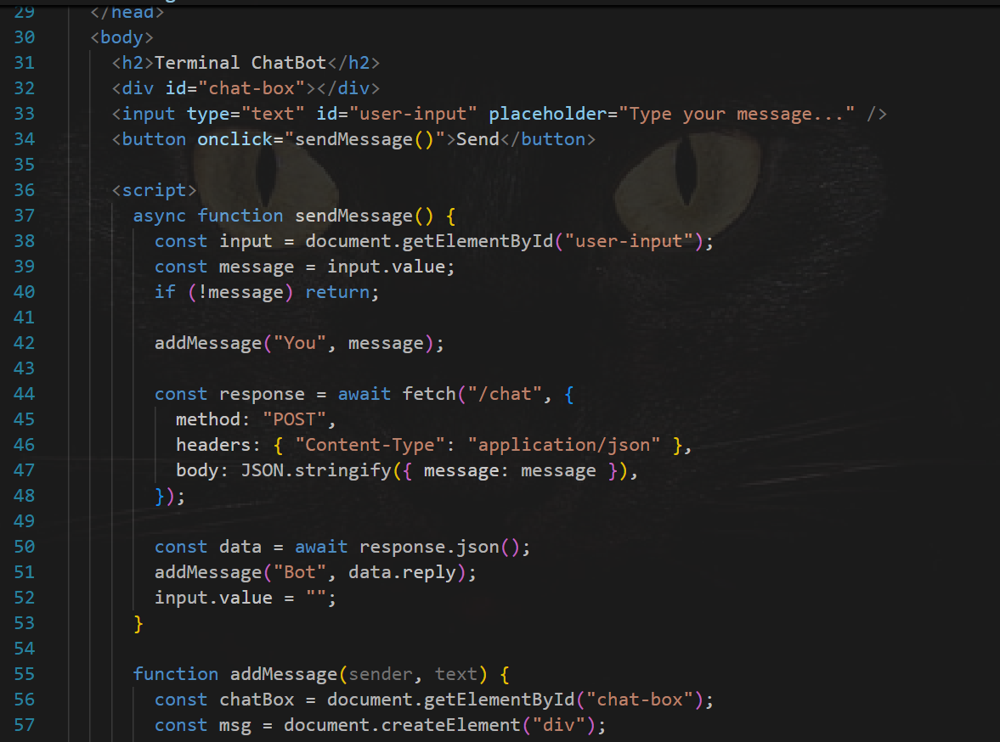 29 </head>
30 <body>
31 <h2>Terminal ChatBot</h2>
32 <div id="chat-box"></div>
33 <input type="text" id="user-input" placeholder="Type your message..." />
34 <button onclick="sendMessage()">Send</button>
35
36 <script>
37 async function sendMessage() {
38 const input = document.getElementById("user-input");
39 const message = input.value;
40 if (!message) return;
41
42 addMessage("You", message);
43
44 const response = await fetch("/chat", {
45 method: "POST",
46 headers: { "Content-Type": "application/json" },
47 body: JSON.stringify({ message: message }),
48 });
49
50 const data = await response.json();
51 addMessage("Bot", data.reply);
52 input.value = "";
53 }
54
55 function addMessage(sender, text) {
56 const chatBox = document.getElementById("chat-box");
57 const msg = document.createElement("div");